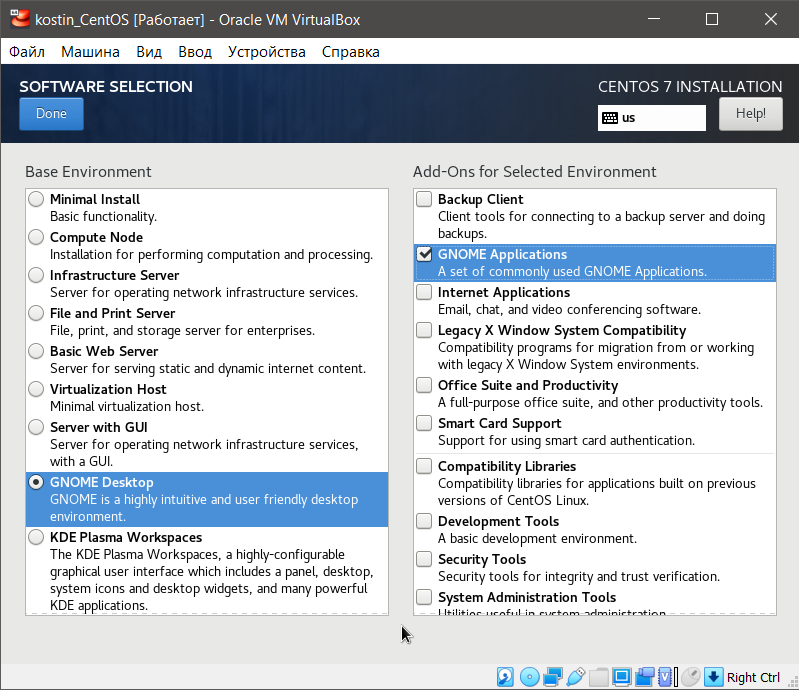 kostin_CentOS [Работает] - Oracle VM VirtualBox
Файл Машина Вид Ввод Устройства Справка
SOFTWARE SELECTION
Done
CENTOS 7 INSTALLATION
us
Help!
Base Environment
Minimal Install
Basic functionality.
Compute Node
Installation for performing computation and processing.
Infrastructure Server
Server for operating network infrastructure services.
File and Print Server
File, print, and storage server for enterprises.
Basic Web Server
Server for serving static and dynamic internet content.
Virtualization Host
Minimal virtualization host.
Server with GUI
Server for operating network infrastructure services,
with a GUI.
GNOME Desktop
GNOME is a highly intuitive and user friendly desktop
environment.
KDE Plasma Workspaces
The KDE Plasma Workspaces, a highly-configurable
graphical user interface which includes a panel, desktop,
system icons and desktop widgets, and many powerful
KDE applications.
Add-Ons for Selected Environment
Backup Client
Client tools for connecting to a backup server and doing
backups.
GNOME Applications
A set of commonly used GNOME Applications.
Internet Applications
Email, chat, and video conferencing software.
Legacy X Window System Compatibility
Compatibility programs for migration from or working
with legacy X Window System environments.
Office Suite and Productivity
A full-purpose office suite, and other productivity tools.
Smart Card Support
Support for using smart card authentication.
Compatibility Libraries
Compatibility libraries for applications built on previous
versions of CentOS Linux.
Development Tools
A basic development environment.
Security Tools
Security tools for integrity and trust verification.
System Administration Tools
Utilities useful in system administration.
Right Ctrl